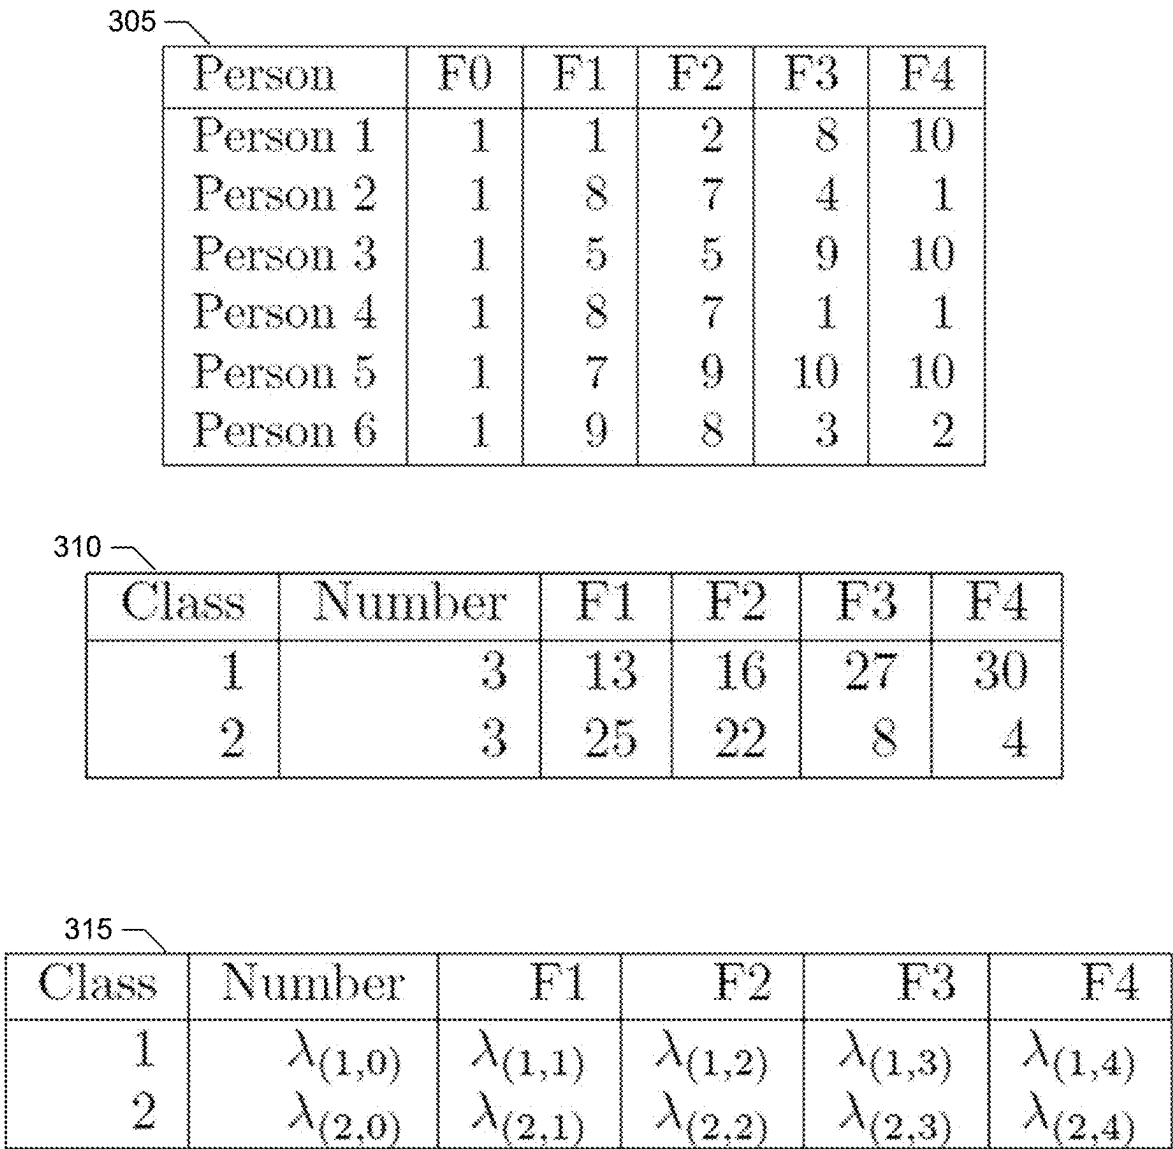 305
Person F0 F1 F2 F3 F4
Person 1 1 1 2 8 10
Person 2 1 8 7 4 1
Person 3 1 5 5 9 10
Person 4 1 8 7 1 1
Person 5 1 7 9 10 10
Person 6 1 9 8 3 2
310
Class Number F1 F2 F3 F4
1 3 13 16 27 30
2 3 25 22 8 4
315
Class Number F1 F2 F3 F4
1 λ(1,0) λ(1,1) λ(1,2) λ(1,3) λ(1,4)
2 λ(2,0) λ(2,1) λ(2,2) λ(2,3) λ(2,4)